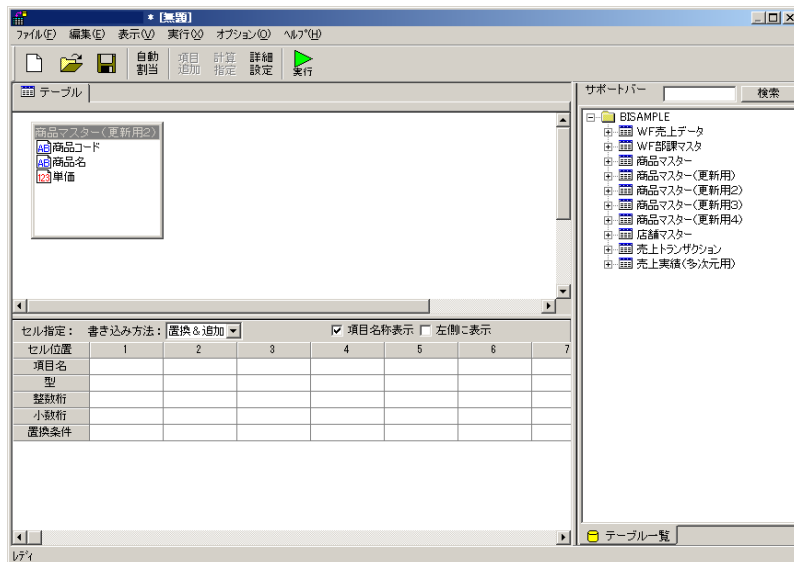 * [無題]
ファイル(F) 編集(E) 表示(V) 実行(X) オプション(O) ヘルプ(H)
自動割当 項目追加 計算指定 詳細設定 実行
テーブル
商品マスター(更新用2)
AB 商品コード
AB 商品名
123 単価
サポートバー 検索
BISAMPLE
WF売上データ
WF部課マスタ
商品マスター
商品マスター(更新用)
商品マスター(更新用2)
商品マスター(更新用3)
商品マスター(更新用4)
店舗マスター
売上トランザクション
売上実績(多次元用)
テーブル一覧
セル指定: 書き込み方法: 置換&追加 項目名称表示 左側に表示
セル位置 1 2 3 4 5 6 7
項目名
型
整数桁
小数桁
置換条件
レディ